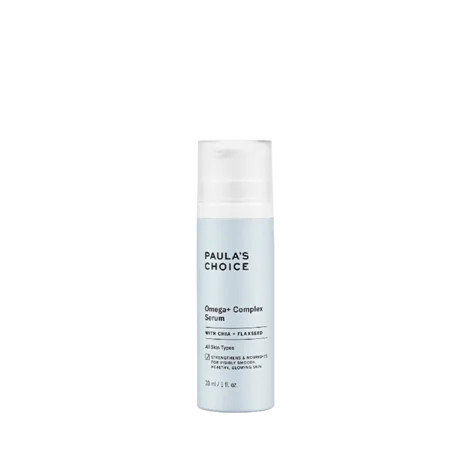 PAULA'S
CHOICE
Omega+ Complex
Serum
WITH CHIA + FLAXSEED
All Skin Types
STRENGTHENS & NOURISHES
FOR VISIBLY SMOOTH,
HEALTHY, GLOWING SKIN
30 ml / 1 fl. oz.